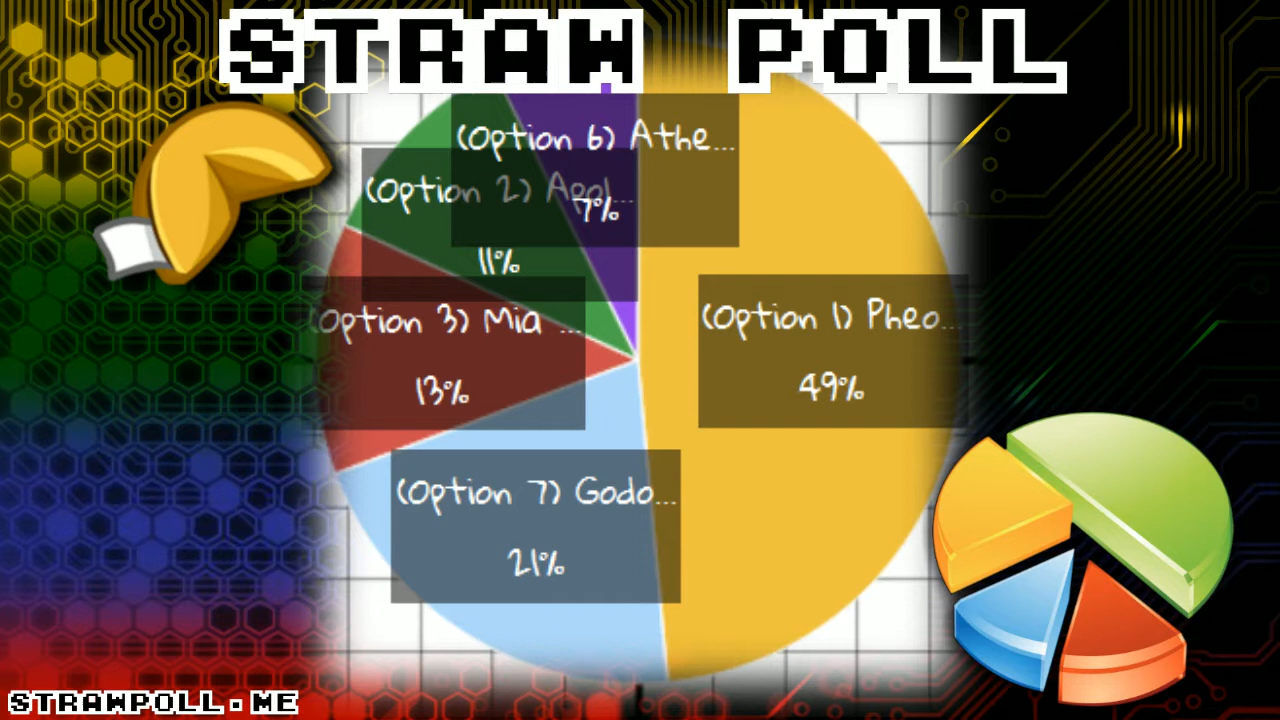 STRAW POLL
(Option 6) Athe...
7%
(Option 2) Apol...
11%
(Option 3) Mia ...
13%
(Option 1) Pheo...
49%
(Option 7) Godo...
21%
STRAWPOLL.ME